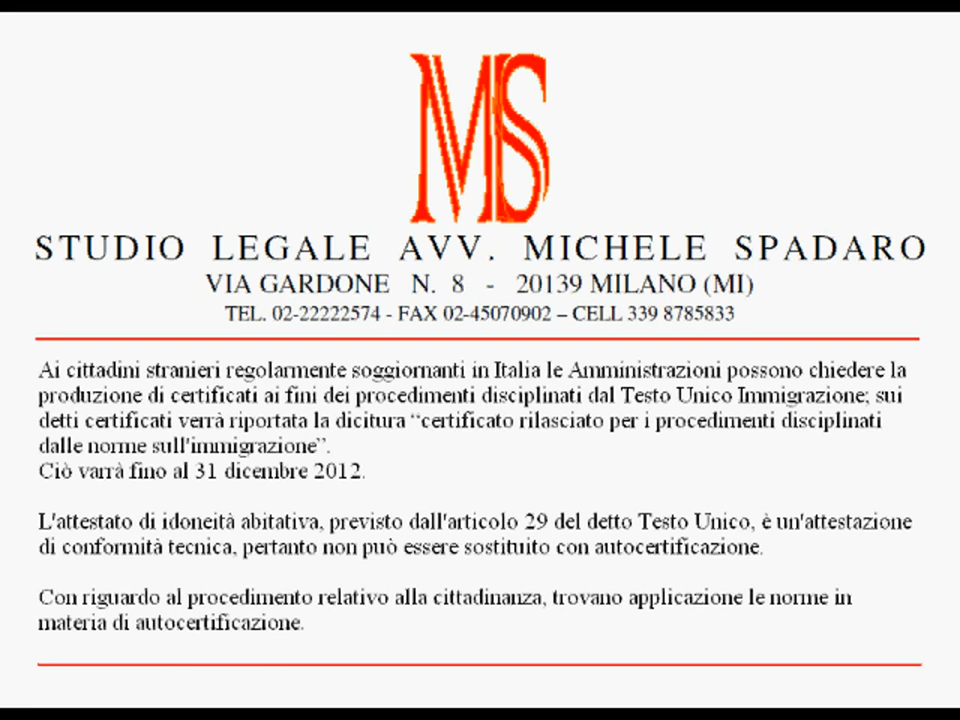 MS
STUDIO LEGALE AVV. MICHELE SPADARO
VIA GARDONE N. 8 - 20139 MILANO (MI)
TEL. 02-22222574 - FAX 02-45070902 – CELL 339 8785833
Ai cittadini stranieri regolarmente soggiornanti in Italia le Amministrazioni possono chiedere la
produzione di certificati ai fini dei procedimenti disciplinati dal Testo Unico Immigrazione; sui
detti certificati verrà riportata la dicitura “certificato rilasciato per i procedimenti disciplinati
dalle norme sull'immigrazione”.
Ciò varrà fino al 31 dicembre 2012.
L'attestato di idoneità abitativa, previsto dall'articolo 29 del detto Testo Unico, è un'attestazione
di conformità tecnica, pertanto non può essere sostituito con autocertificazione.
Con riguardo al procedimento relativo alla cittadinanza, trovano applicazione le norme in
materia di autocertificazione.